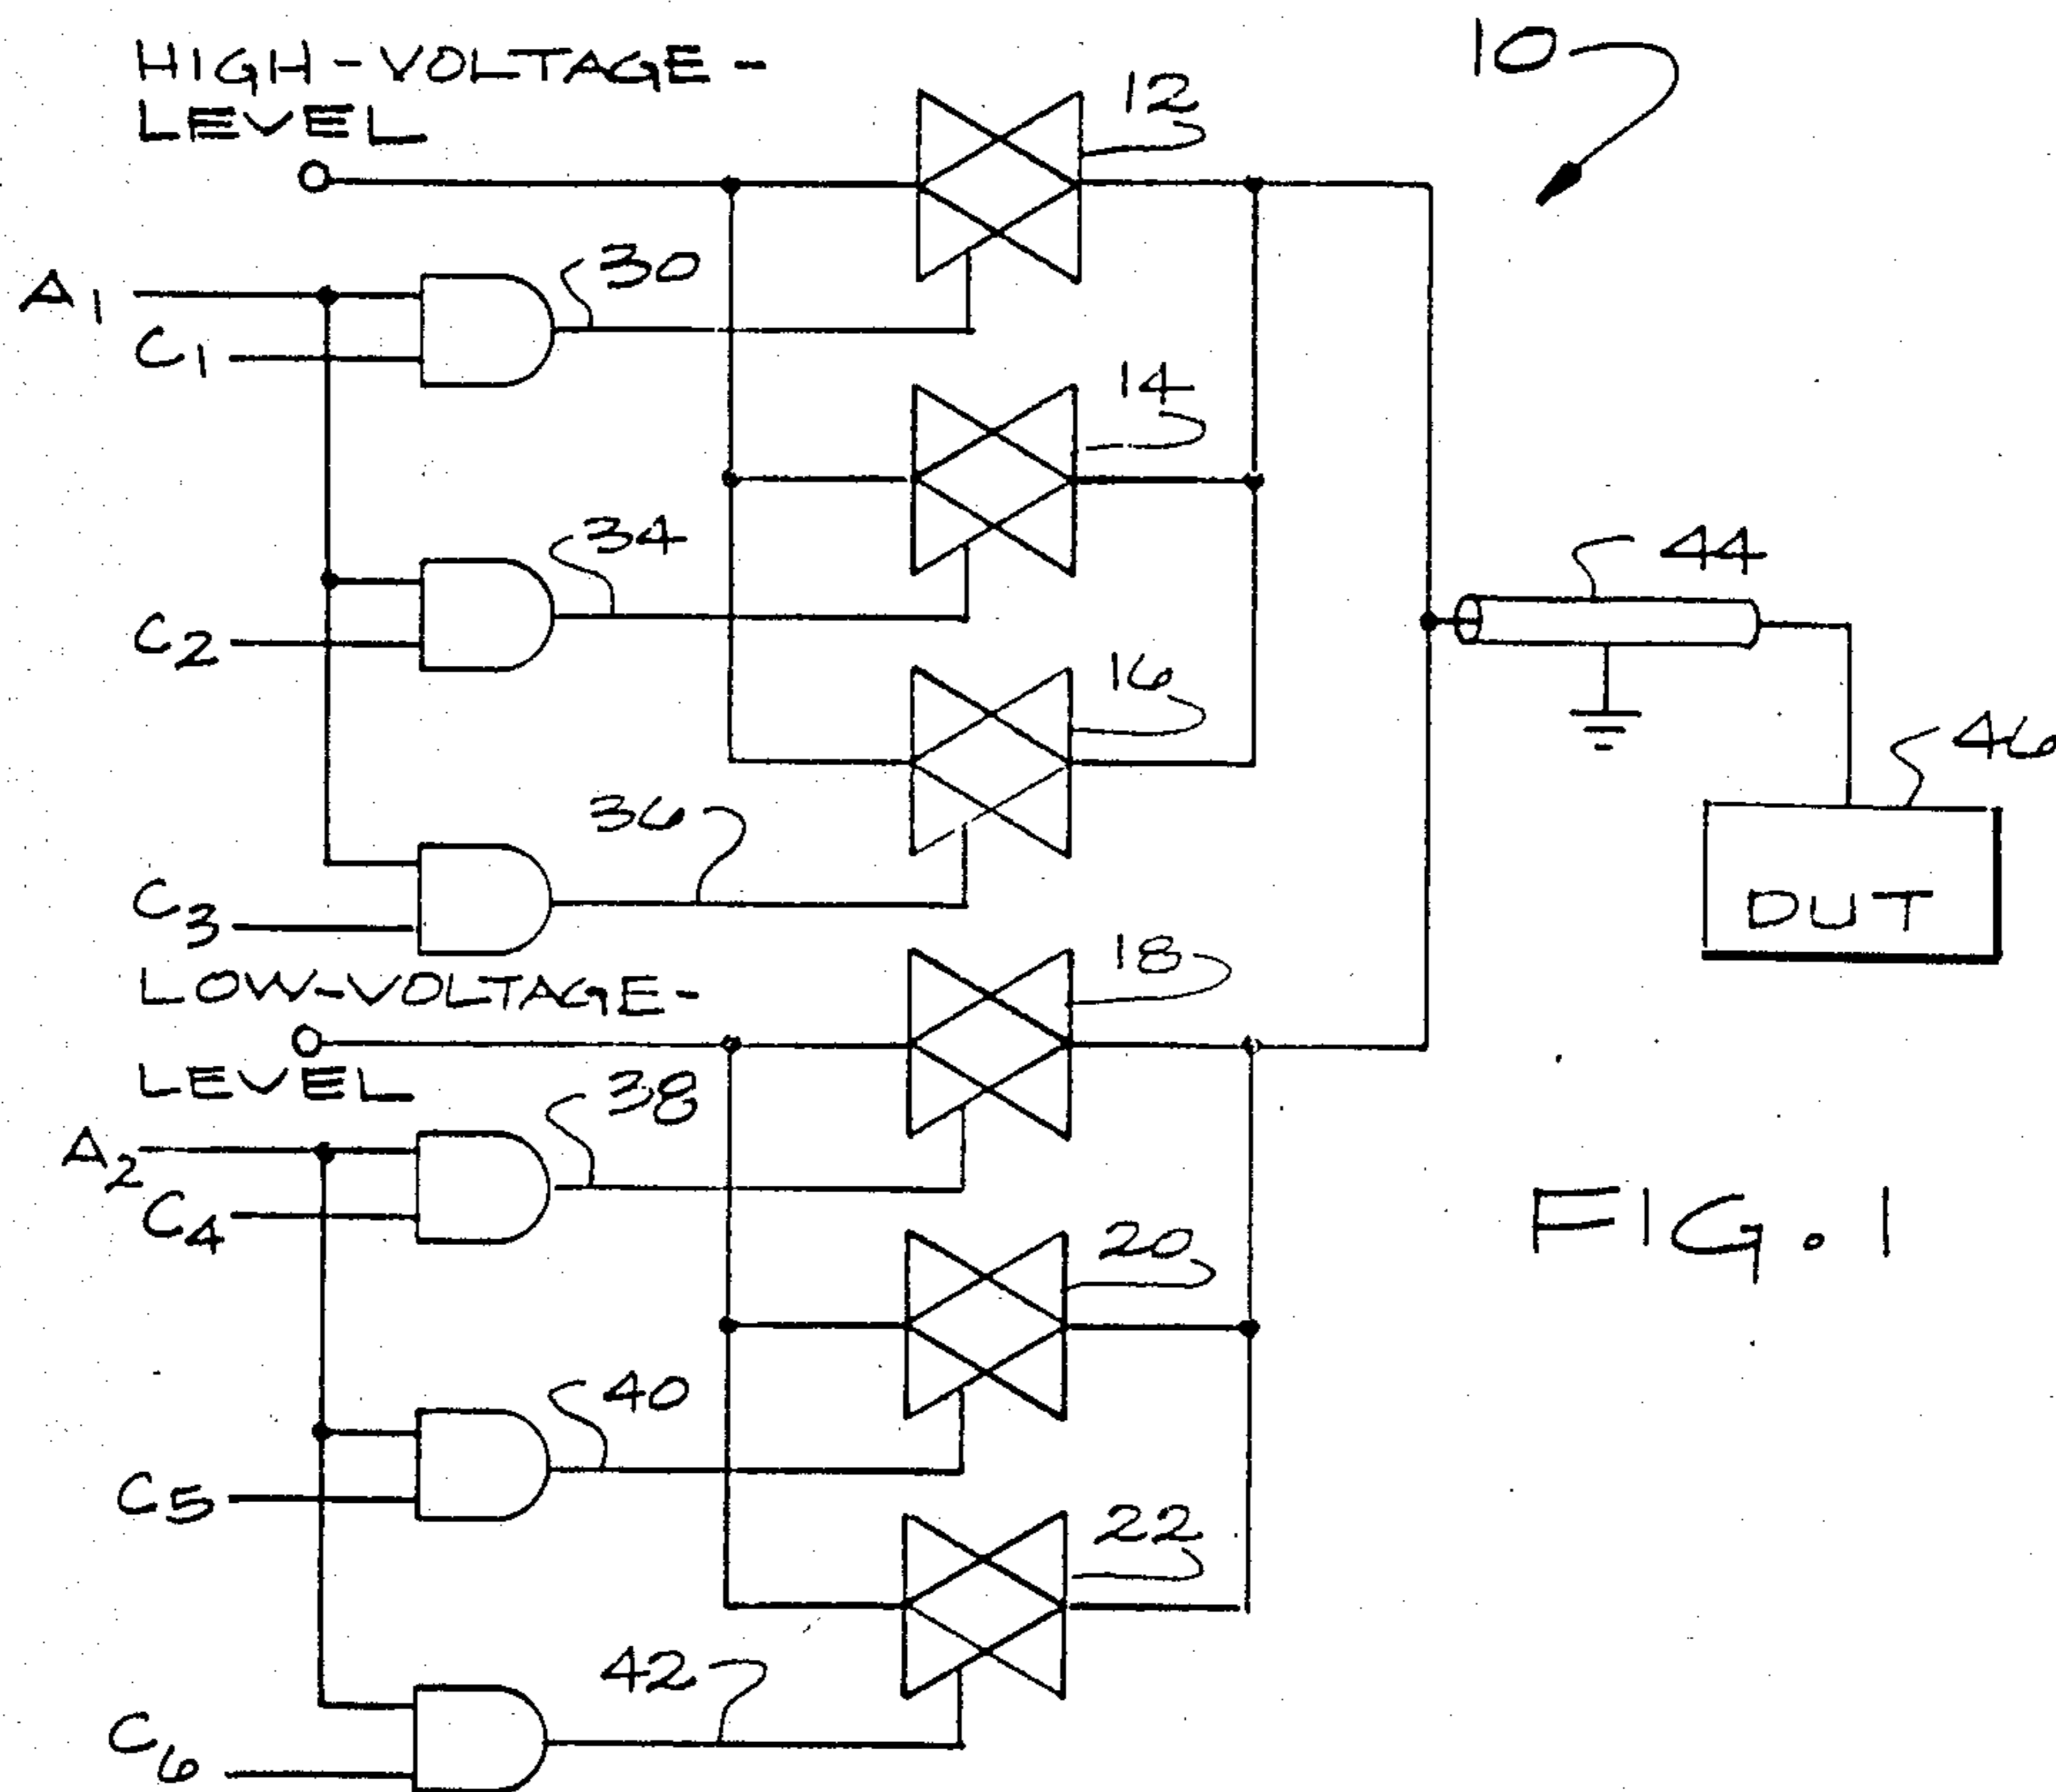 HIGH-VOLTAGE-
LEVEL
10
12
A1
C1
30
14
34
C2
44
16
46
36
C3
DUT
18
LOW-VOLTAGE-
LEVEL
38
A2
C4
20
FIG. 1
40
C5
22
42
C6